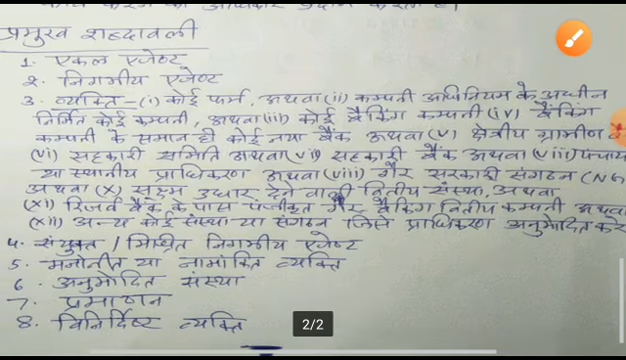 प्रमुख शब्दावली
1. एकल एजेण्ट
2. निगमीय एजेण्ट
3. व्यक्ति - (i) कोई फर्म, अथवा (ii) कम्पनी अधिनियम के अधीन
निर्मित कोई कम्पनी, अथवा (iii) कोई बैंकिंग कम्पनी (iv) बैंकिंग
कम्पनी के समान ही कोई नया बैंक अथवा (v) क्षेत्रीय ग्रामीण
(vi) सहकारी समिति अथवा (vii) सहकारी बैंक अथवा (viii) पंचाय
या स्थानीय प्राधिकरण अथवा (viii) गैर सरकारी संगठन (NG
अथवा (x) सूक्ष्म उधार देने वाली वित्तीय संस्था, अथवा
(xi) रिजर्व बैंक के पास पंजीकृत गैर बैंकिंग वित्तीय कम्पनी अथवा
(xii) अन्य कोई संस्था या संगठन जिसे प्राधिकरण अनुमोदित करे
4. संयुक्त / मिश्रित निगमीय एजेण्ट
5. मनोनीत या नामांकित व्यक्ति
6. अनुमोदित संस्था
7. प्रमाणन
8. विनिर्दिष्ट व्यक्ति
2/2